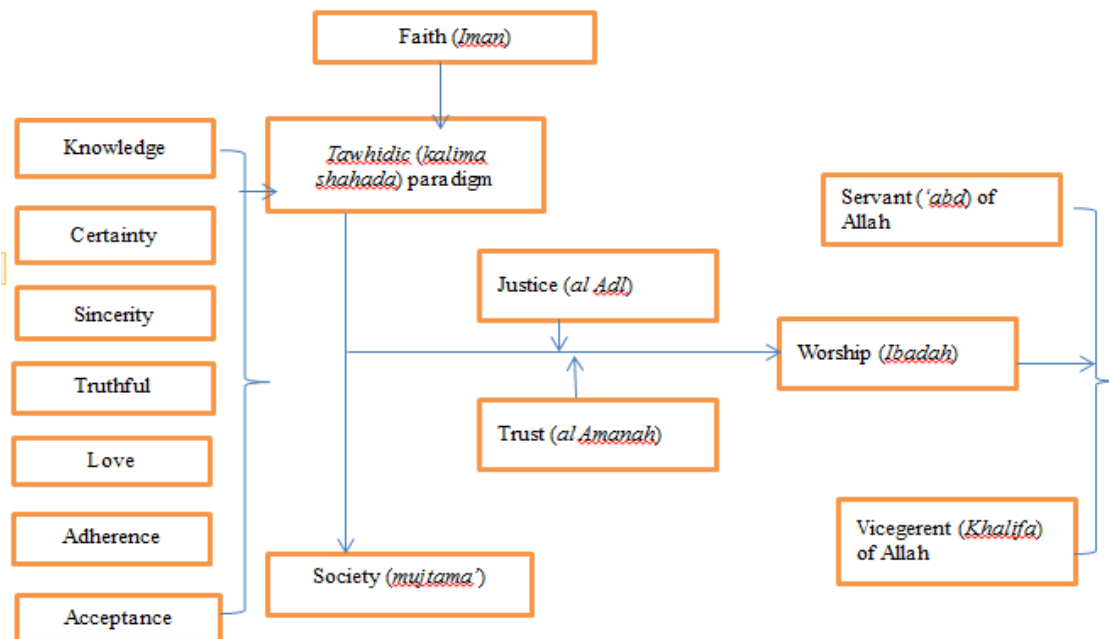 Faith (Iman)
Knowledge
Tawhidic (kalima
shahada) paradigm
Servant (‘abd) of
Allah
Certainty
Justice (al Adl)
Sincerity
Worship (Ibadah)
Truthful
Trust (al Amanah)
Love
Vicegerent (Khalifa)
of Allah
Adherence
Society (mujtama’)
Acceptance